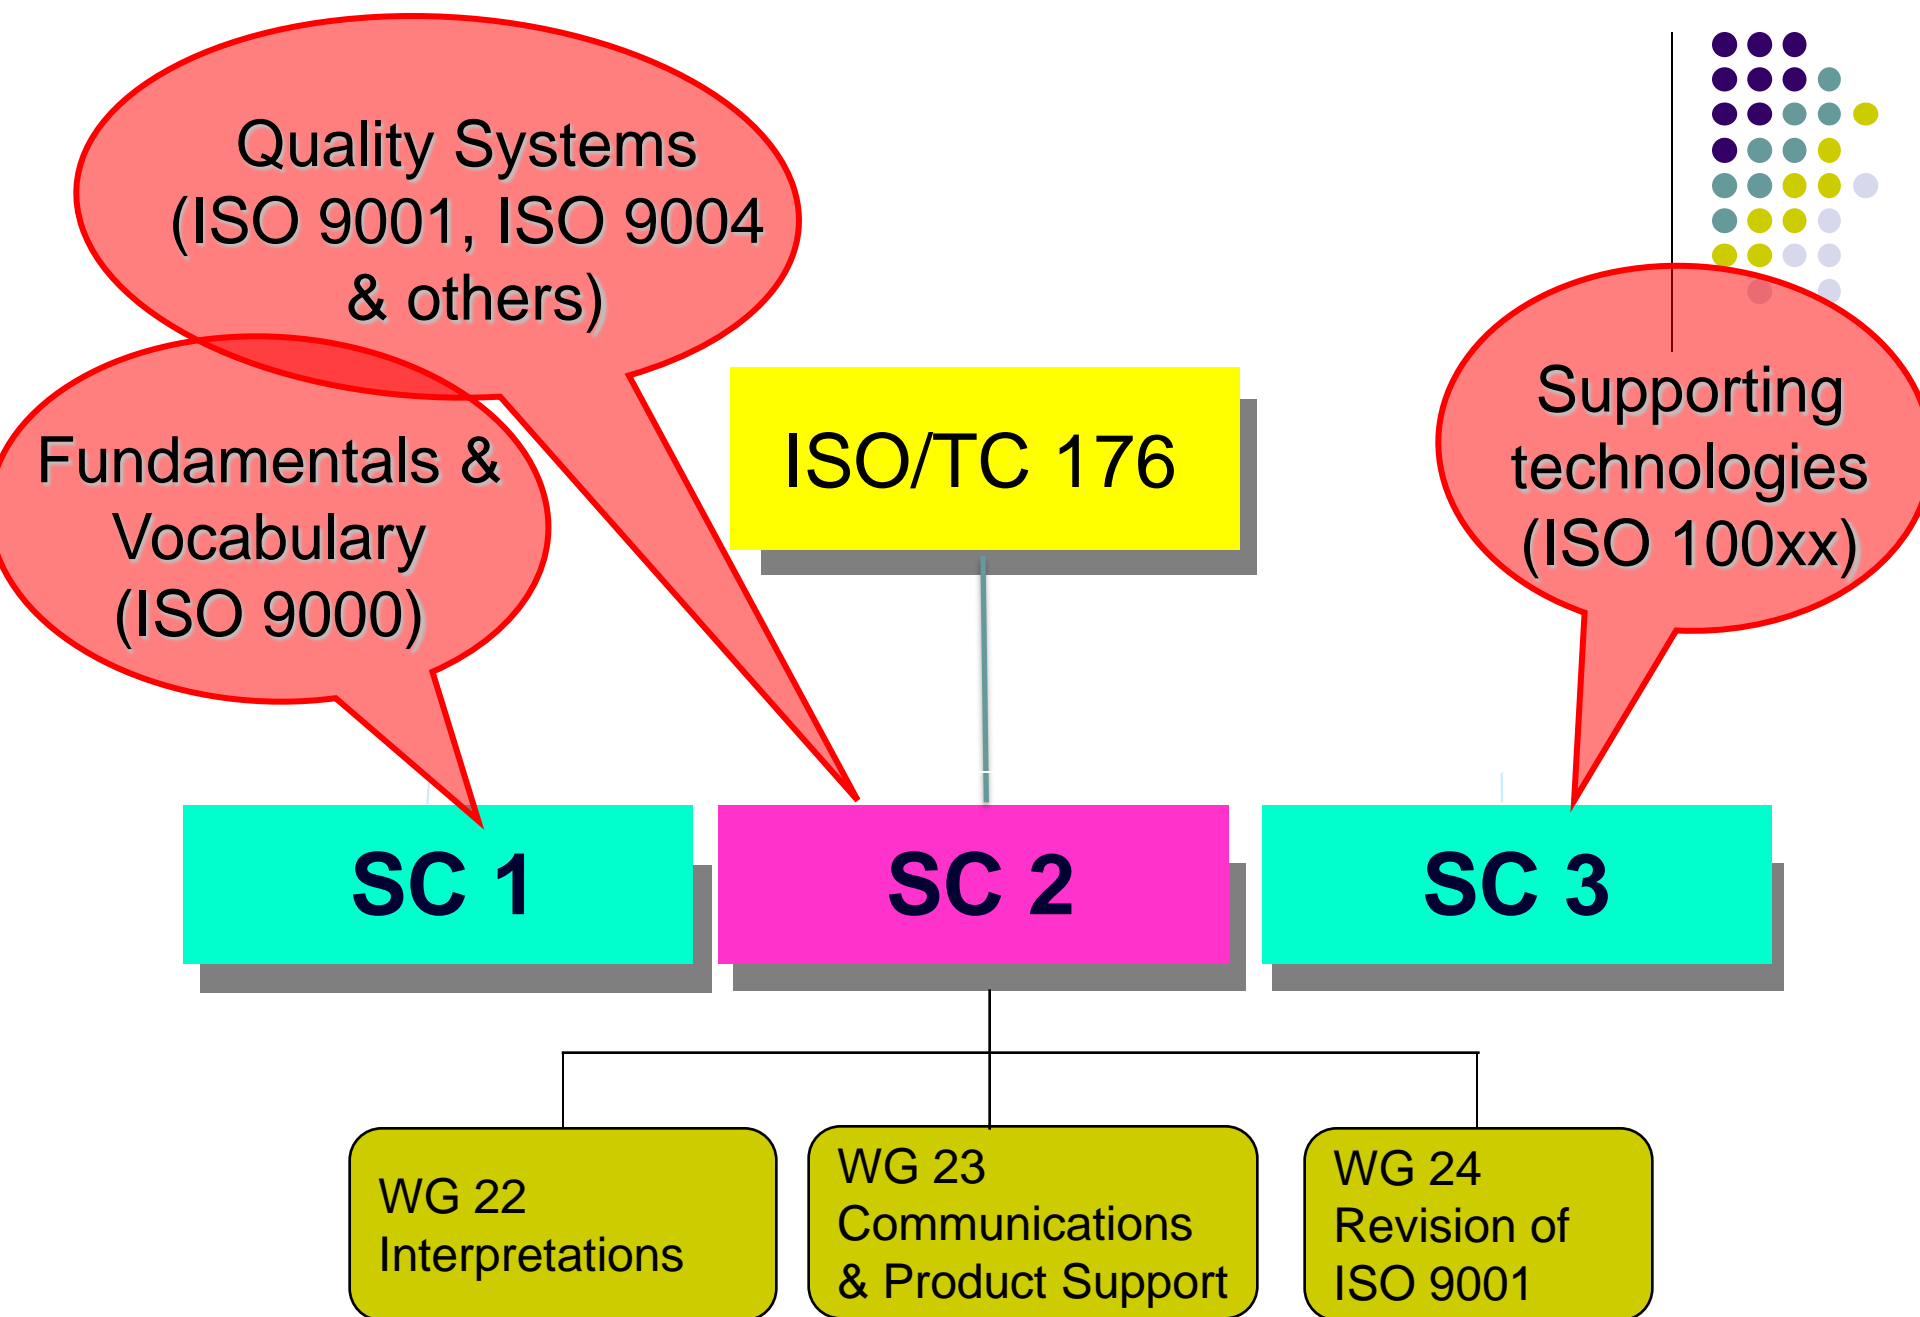 Quality Systems
(ISO 9001, ISO 9004
& others)
Fundamentals &
Vocabulary
(ISO 9000)
ISO/TC 176
Supporting
technologies
(ISO 100xx)
SC 1
SC 2
SC 3
WG 22
Interpretations
WG 23
Communications
& Product Support
WG 24
Revision of
ISO 9001